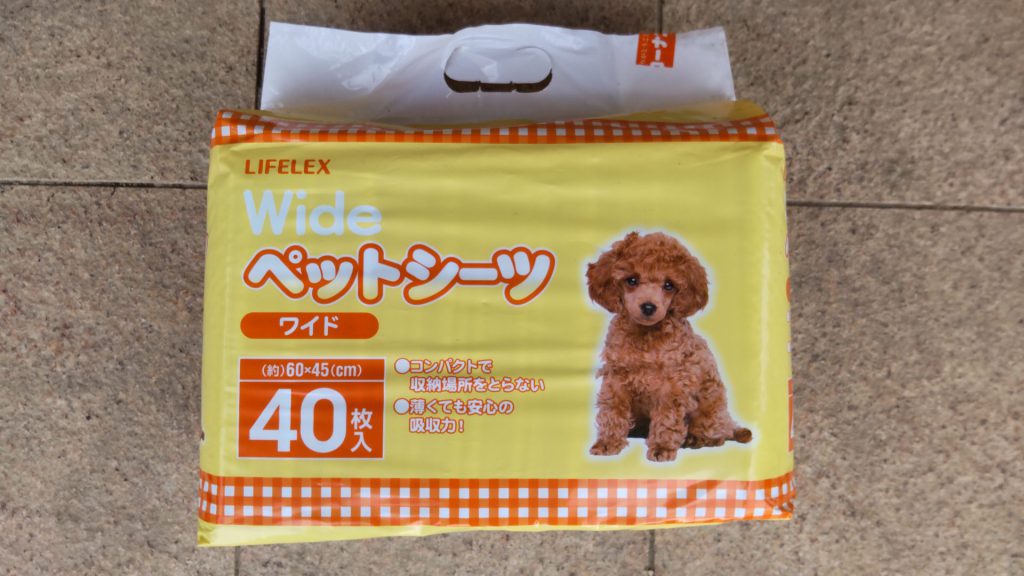 LIFELEX
Wide
ペットシーツ
ワイド
(約)60×45(cm)
40枚入
●コンパクトで
収納場所をとらない
●薄くても安心の
吸収力!